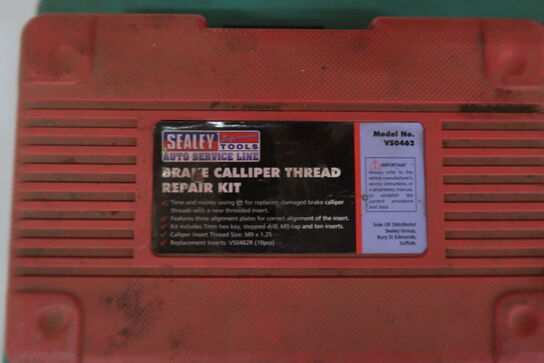 SEALEY
Professional
TOOLS
AUTO SERVICE LINE
BRAKE CALLIPER THREAD
REPAIR KIT
✓ Time and money saving kit for replacing damaged brake calliper
threads with a new threaded insert.
✓ Features three alignment plates for correct alignment of the insert.
✓ Kit includes 7mm hex key, stepped drill, M9 tap and ten inserts.
✓ Calliper Insert Thread Size: M9 x 1.25
✓ Replacement Inserts: VS0462R (10pcs)
Model No.
VS0462
IMPORTANT
Always refer to the
vehicle manufacturer's
service instructions, or
a proprietary manual,
to establish the
current procedure
and data.
Sole UK Distributor
Sealey Group,
Bury St Edmunds,
Suffolk.